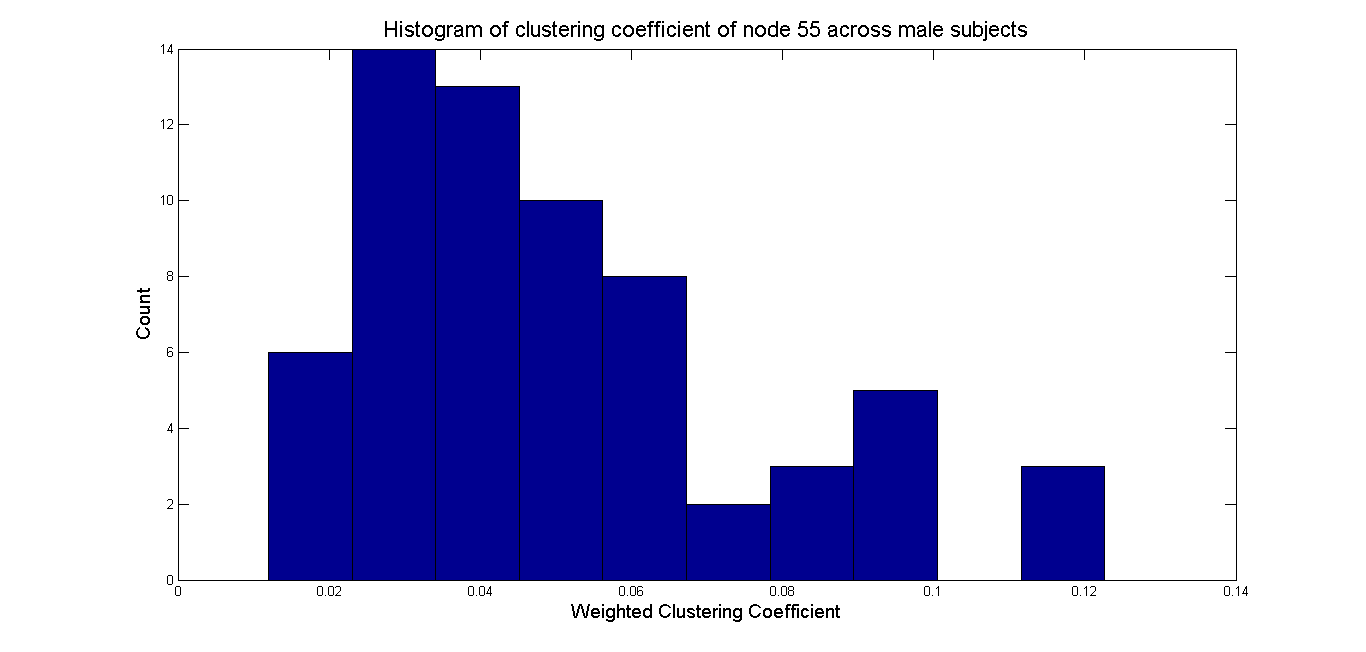 Histogram of clustering coefficient of node 55 across male subjects
14
12
10
8
6
4
2
0
Count
0 0.02 0.04 0.06 0.08 0.1 0.12 0.14
Weighted Clustering Coefficient